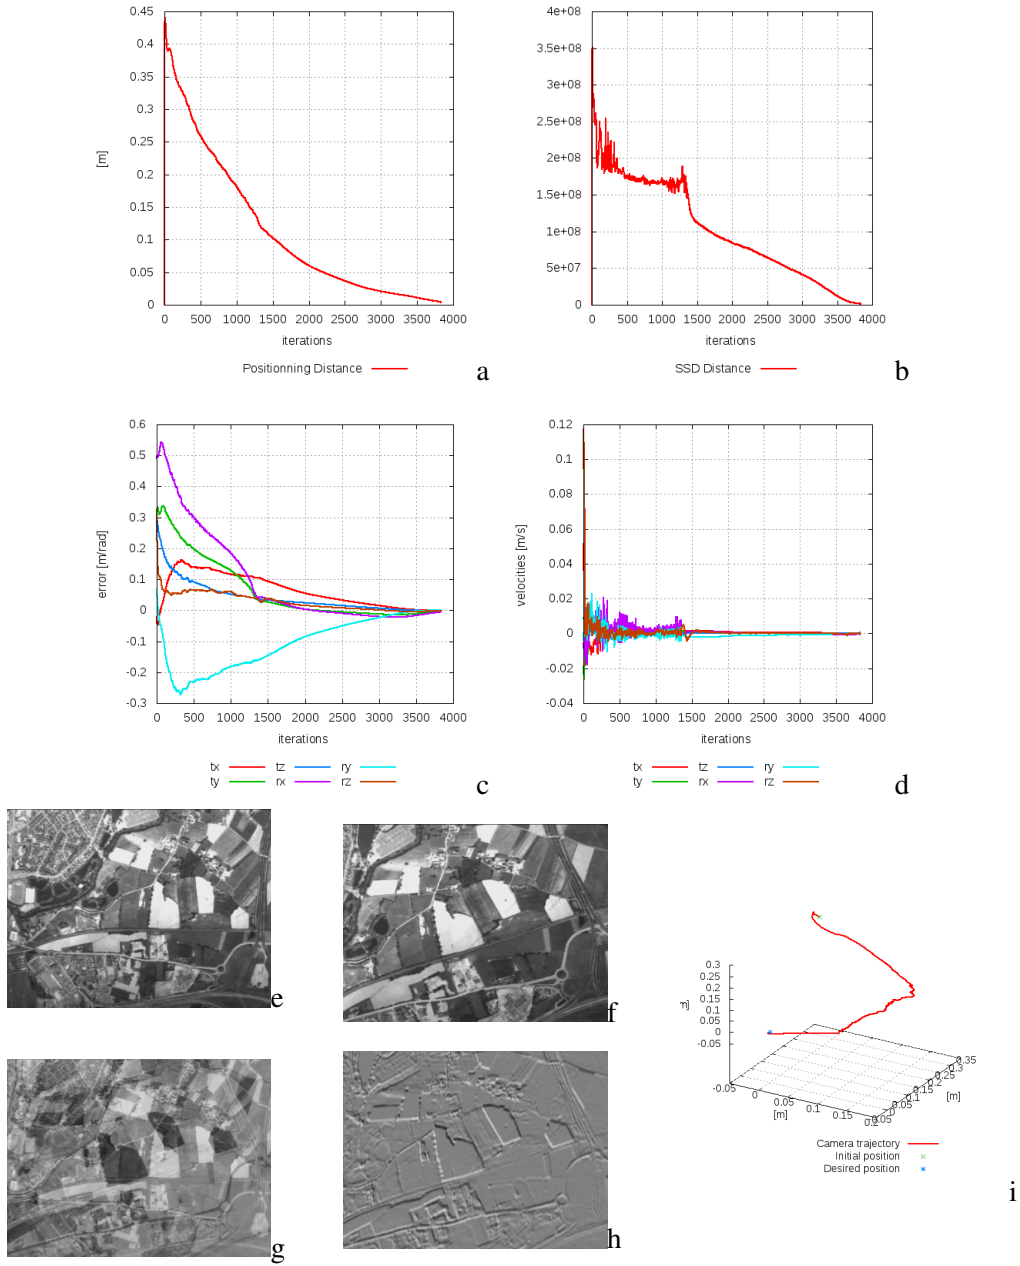 0.45
0.4
0.35
0.3
0.25
0.2
0.15
0.1
0.05
0
[m]
0 500 1000 1500 2000 2500 3000 3500 4000
iterations
Positionning Distance
a
4e+08
3.5e+08
3e+08
2.5e+08
2e+08
1.5e+08
1e+08
5e+07
0
0 500 1000 1500 2000 2500 3000 3500 4000
iterations
SSD Distance
b
0.6
0.5
0.4
0.3
0.2
0.1
0
-0.1
-0.2
-0.3
error [m/rad]
0 500 1000 1500 2000 2500 3000 3500 4000
iterations
tx tz ry
ty rx rz
c
0.12
0.1
0.08
0.06
0.04
0.02
0
-0.02
-0.04
velocities [m/s]
0 500 1000 1500 2000 2500 3000 3500 4000
iterations
tx tz ry
ty rx rz
d
e
f
g
h
0.3
0.25
0.2
0.15
0.1
0.05
0
-0.05
-0.05 0 0.05 0.1 0.15 0.2
[m]
-0.05 0 0.05 0.1 0.15 0.2 0.25 0.3 0.35
[m]
Camera trajectory
Initial position
Desired position
i